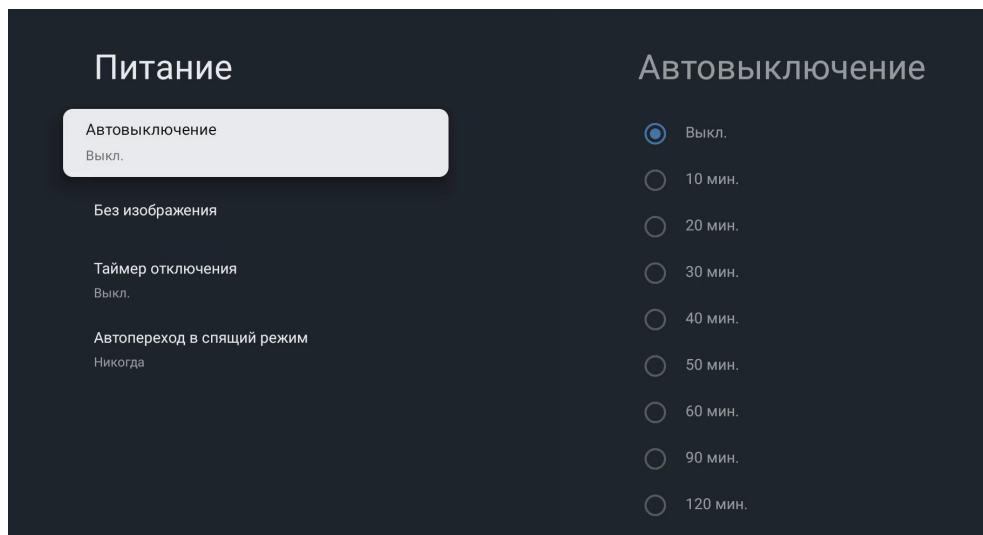 Питание
Автовыключение
Выкл.
Без изображения
Таймер отключения
Выкл.
Автопереход в спящий режим
Никогда
Автовыключение
Выкл.
10 мин.
20 мин.
30 мин.
40 мин.
50 мин.
60 мин.
90 мин.
120 мин.